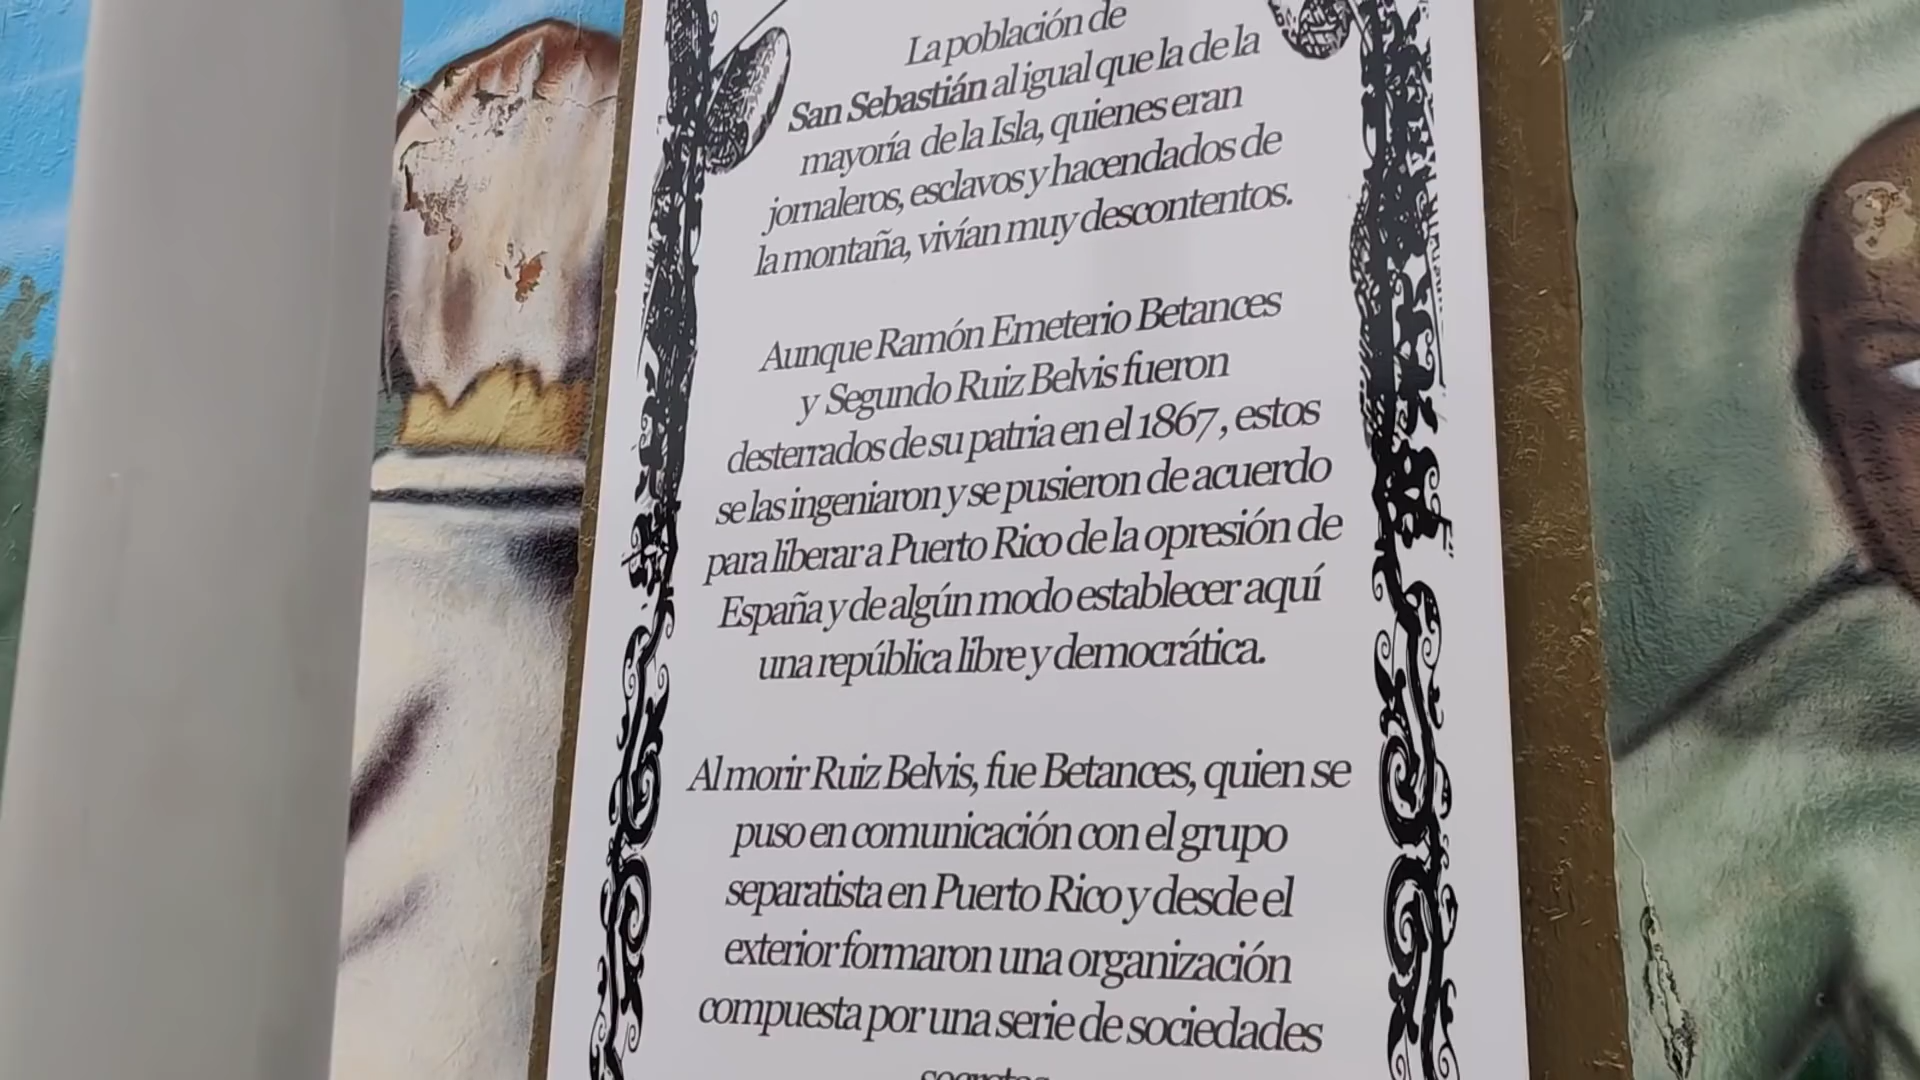 La población de
San Sebastián al igual que la de la
mayoría de la Isla, quienes eran
jornaleros, esclavos y hacendados de
la montaña, vivían muy descontentos.
Aunque Ramón Emeterio Betances
y Segundo Ruiz Belvis fueron
desterrados de su patria en el 1867, estos
se las ingeniaron y se pusieron de acuerdo
para liberar a Puerto Rico de la opresión de
España y de algún modo establecer aquí
una república libre y democrática.
Al morir Ruiz Belvis, fue Betances, quien se
puso en comunicación con el grupo
separatista en Puerto Rico y desde el
exterior formaron una organización
compuesta por una serie de sociedades